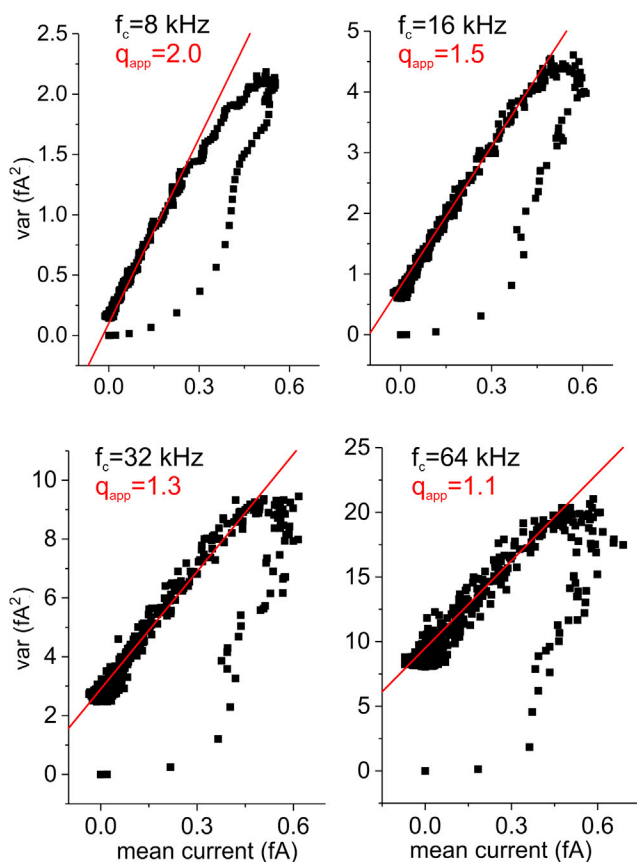 f_c=8 kHz
q_app=2.0
2.5
2.0
1.5
1.0
0.5
0.0
var (fA²)
0.0 0.3 0.6
f_c=16 kHz
q_app=1.5
5
4
3
2
1
0
0.0 0.3 0.6
f_c=32 kHz
q_app=1.3
10
8
6
4
2
0
var (fA²)
0.0 0.3 0.6
mean current (fA)
f_c=64 kHz
q_app=1.1
25
20
15
10
5
0
0.0 0.3 0.6
mean current (fA)